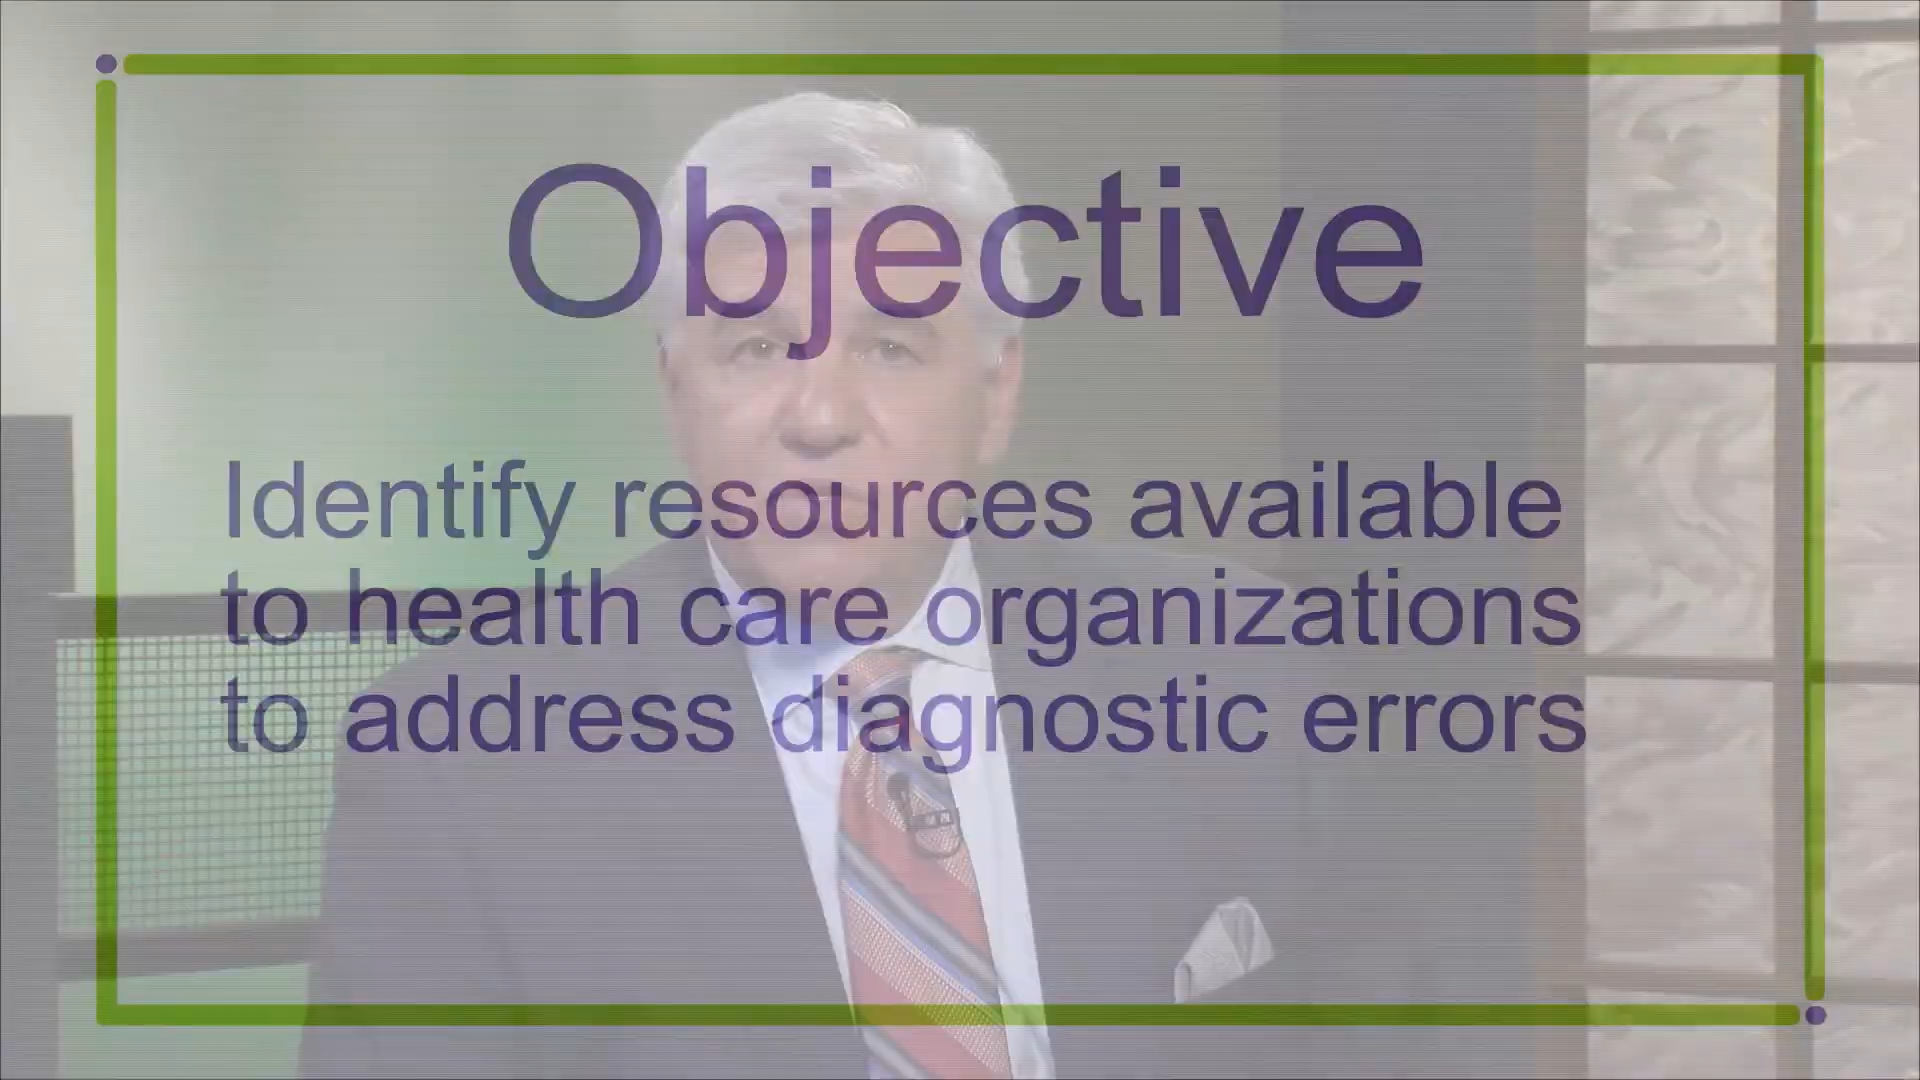 Objective
Identify resources available
to health care organizations
to address diagnostic errors